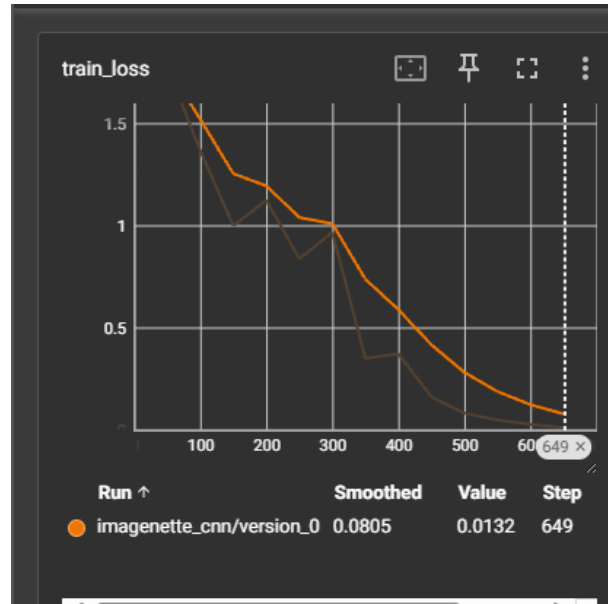 train_loss
1.5
1
0.5
0
100 200 300 400 500 60 649 ×
Run ↑ Smoothed Value Step
imagenette_cnn/version_0 0.0805 0.0132 649